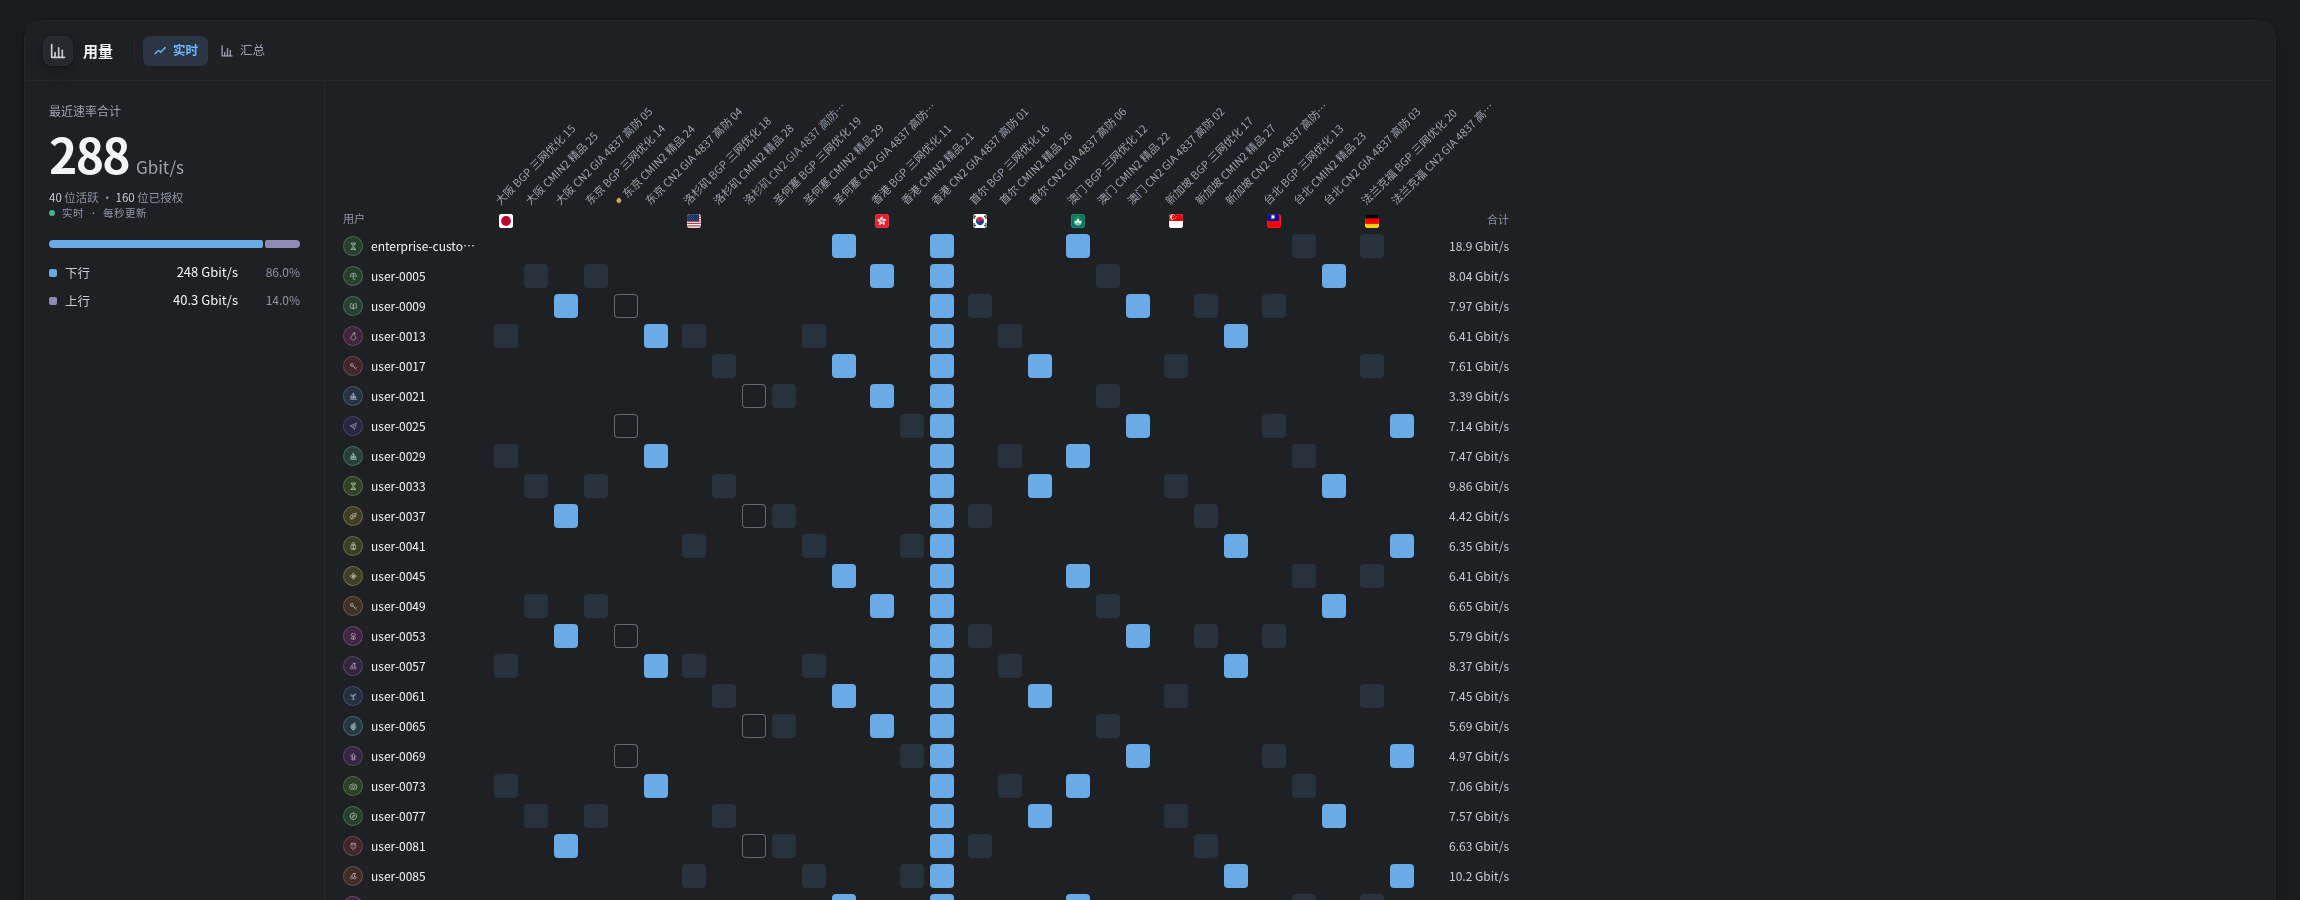 用量
实时
汇总
最近速率合计
288 Gbit/s
40 位活跃 · 160 位已授权
实时 · 每秒更新
下行 248 Gbit/s 86.0%
上行 40.3 Gbit/s 14.0%
大阪 BGP 三网优化 15
大阪 CMIN2 精品 25
大阪 CN2 GIA 4837 高防 05
东京 BGP 三网优化 14
东京 CMIN2 精品 24
东京 CN2 GIA 4837 高防 04
洛杉矶 BGP 三网优化 18
洛杉矶 CMIN2 精品 28
洛杉矶 CN2 GIA 4837 高防…
圣何塞 BGP 三网优化 19
圣何塞 CMIN2 精品 29
圣何塞 CN2 GIA 4837 高防…
香港 BGP 三网优化 11
香港 CMIN2 精品 21
香港 CN2 GIA 4837 高防 01
首尔 BGP 三网优化 16
首尔 CMIN2 精品 26
首尔 CN2 GIA 4837 高防 06
澳门 BGP 三网优化 12
澳门 CMIN2 精品 22
澳门 CN2 GIA 4837 高防 02
新加坡 BGP 三网优化 17
新加坡 CMIN2 精品 27
新加坡 CN2 GIA 4837 高防…
台北 BGP 三网优化 13
台北 CMIN2 精品 23
台北 CN2 GIA 4837 高防 03
法兰克福 BGP 三网优化 20
法兰克福 CN2 GIA 4837 高…
用户 合计
enterprise-custo… 18.9 Gbit/s
user-0005 8.04 Gbit/s
user-0009 7.97 Gbit/s
user-0013 6.41 Gbit/s
user-0017 7.61 Gbit/s
user-0021 3.39 Gbit/s
user-0025 7.14 Gbit/s
user-0029 7.47 Gbit/s
user-0033 9.86 Gbit/s
user-0037 4.42 Gbit/s
user-0041 6.35 Gbit/s
user-0045 6.41 Gbit/s
user-0049 6.65 Gbit/s
user-0053 5.79 Gbit/s
user-0057 8.37 Gbit/s
user-0061 7.45 Gbit/s
user-0065 5.69 Gbit/s
user-0069 4.97 Gbit/s
user-0073 7.06 Gbit/s
user-0077 7.57 Gbit/s
user-0081 6.63 Gbit/s
user-0085 10.2 Gbit/s